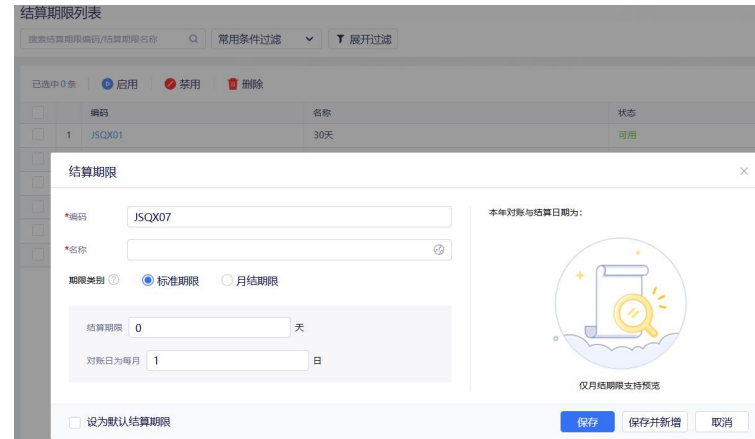 结算期限列表
搜索结算期限编码/结算期限名称
常用条件过滤
展开过滤
已选中0条
启用
禁用
删除
编码
名称
状态
1
JSQX01
30天
可用
结算期限
*编码
JSQX07
*名称
期限类别
标准期限
月结期限
结算期限
0
天
对账日为每月
1
日
本年对账与结算日期为：
仅月结期限支持预览
设为默认结算期限
保存
保存并新增
取消